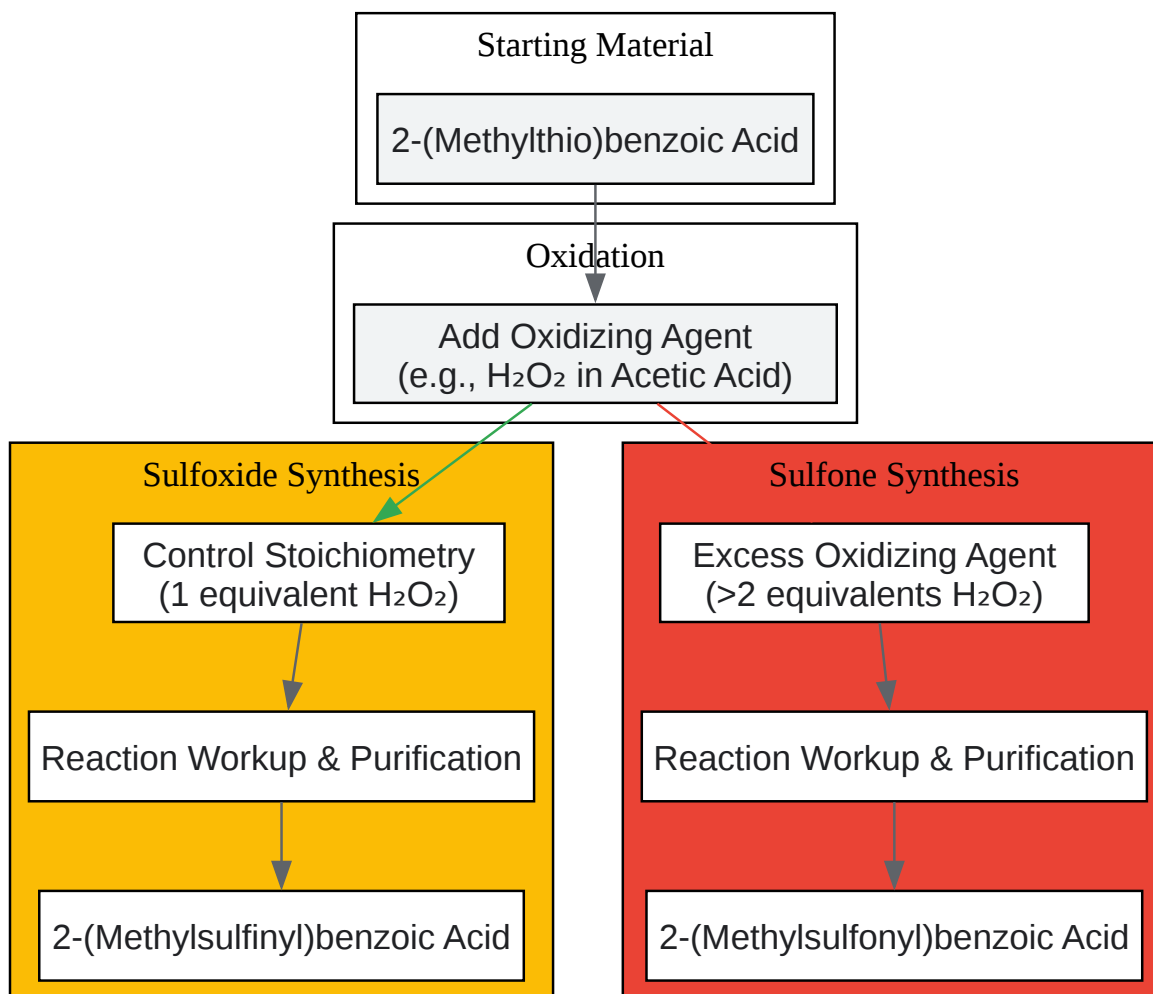 Starting Material
2-(Methylthio)benzoic Acid
Oxidation
Add Oxidizing Agent
(e.g., H₂O₂ in Acetic Acid)
Sulfoxide Synthesis
Control Stoichiometry
(1 equivalent H₂O₂)
Reaction Workup & Purification
2-(Methylsulfinyl)benzoic Acid
Sulfone Synthesis
Excess Oxidizing Agent
(>2 equivalents H₂O₂)
Reaction Workup & Purification
2-(Methylsulfonyl)benzoic Acid